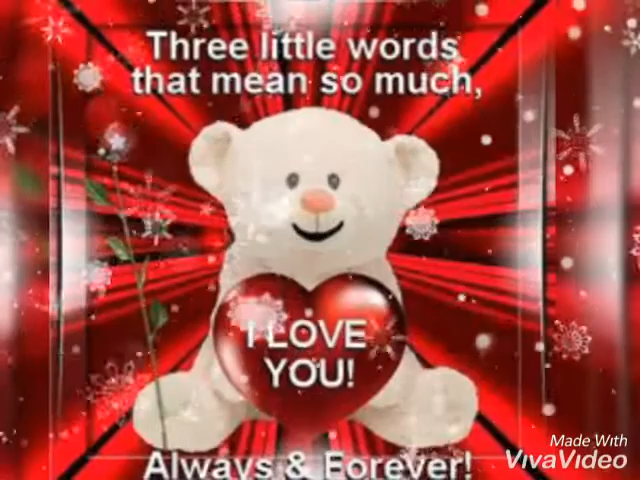 Three little words
that mean so much,
I LOVE
YOU!
Always & Forever!
Made With
VivaVideo